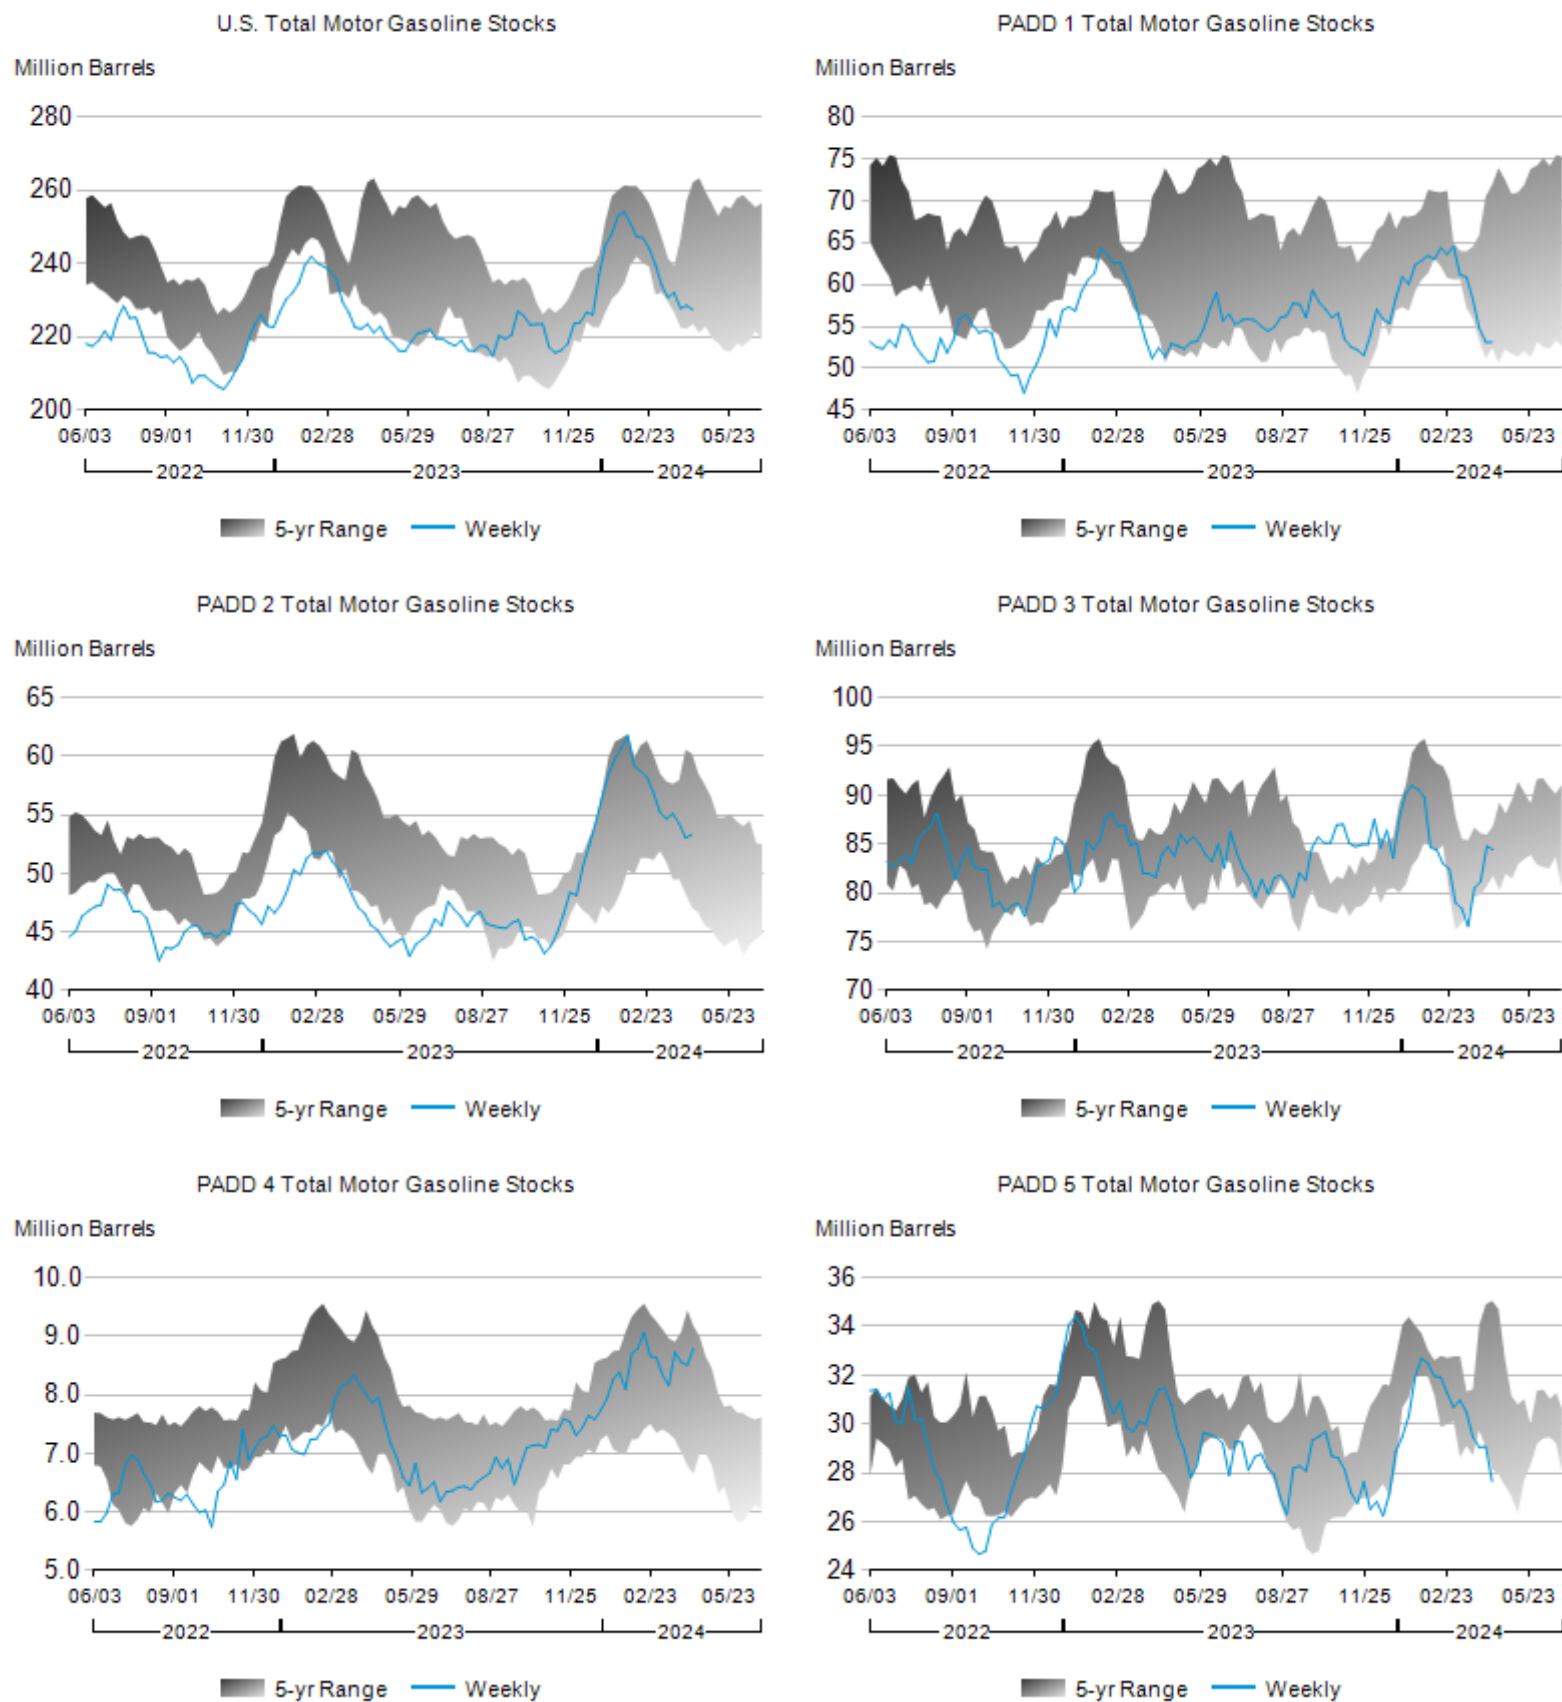 U.S. Total Motor Gasoline Stocks
Million Barrels
280
260
240
220
200
06/03 09/01 11/30 02/28 05/29 08/27 11/25 02/23 05/23
2022 2023 2024
5-yr Range Weekly
PADD 1 Total Motor Gasoline Stocks
Million Barrels
80
75
70
65
60
55
50
45
06/03 09/01 11/30 02/28 05/29 08/27 11/25 02/23 05/23
2022 2023 2024
5-yr Range Weekly
PADD 2 Total Motor Gasoline Stocks
Million Barrels
65
60
55
50
45
40
06/03 09/01 11/30 02/28 05/29 08/27 11/25 02/23 05/23
2022 2023 2024
5-yr Range Weekly
PADD 3 Total Motor Gasoline Stocks
Million Barrels
100
95
90
85
80
75
70
06/03 09/01 11/30 02/28 05/29 08/27 11/25 02/23 05/23
2022 2023 2024
5-yr Range Weekly
PADD 4 Total Motor Gasoline Stocks
Million Barrels
10.0
9.0
8.0
7.0
6.0
5.0
06/03 09/01 11/30 02/28 05/29 08/27 11/25 02/23 05/23
2022 2023 2024
5-yr Range Weekly
PADD 5 Total Motor Gasoline Stocks
Million Barrels
36
34
32
30
28
26
24
06/03 09/01 11/30 02/28 05/29 08/27 11/25 02/23 05/23
2022 2023 2024
5-yr Range Weekly